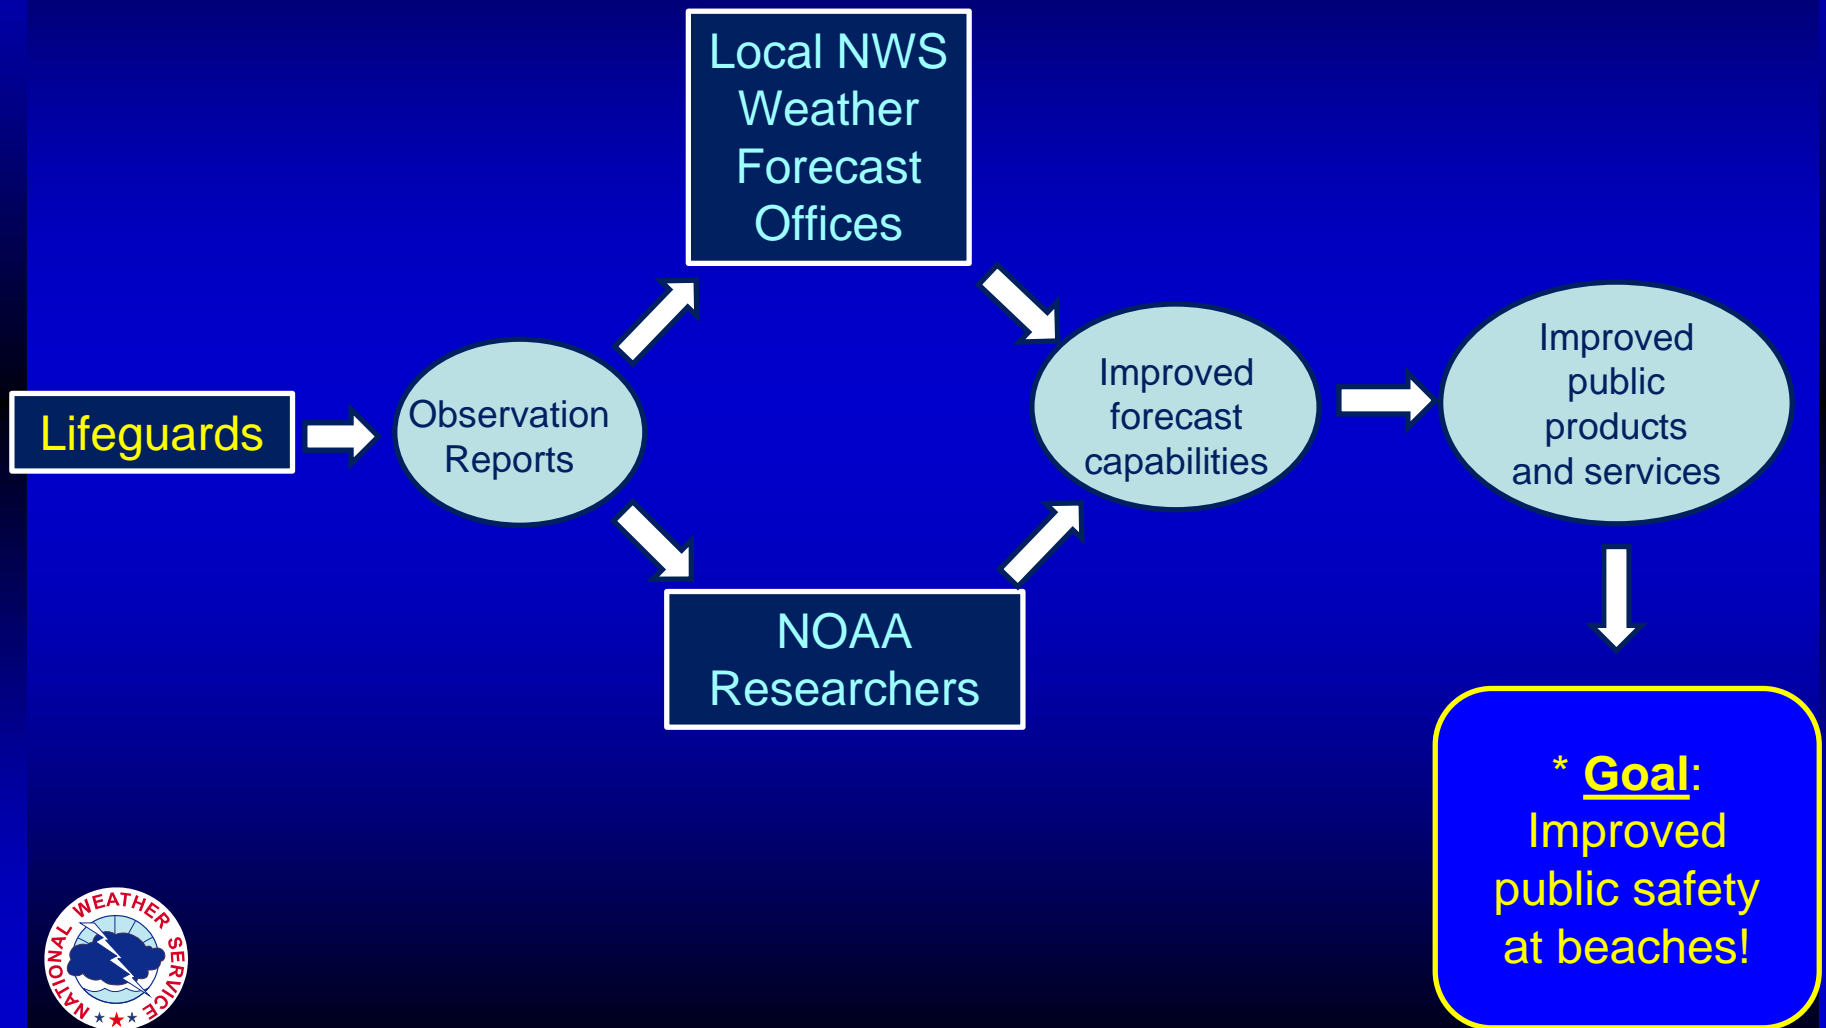 Local NWS
Weather
Forecast
Offices
Lifeguards
Observation
Reports
Improved
forecast
capabilities
Improved
public
products
and services
NOAA
Researchers
* Goal:
Improved
public safety
at beaches!
NATIONAL WEATHER SERVICE